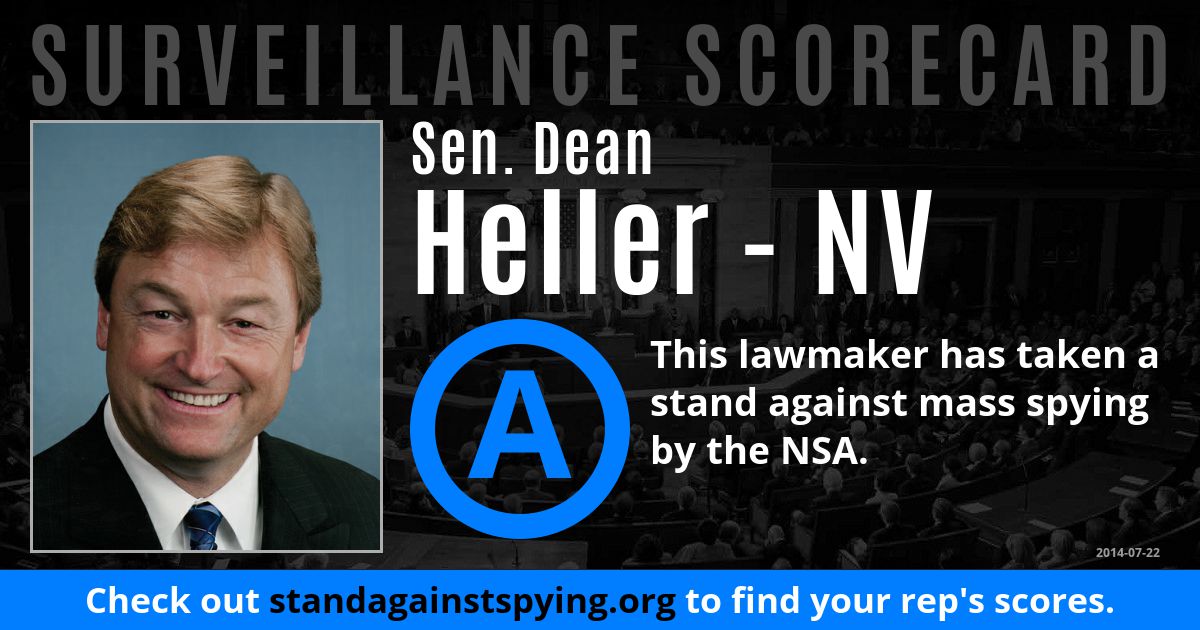 SURVEILLANCE SCORECARD
Sen. Dean
Heller - NV
A
This lawmaker has taken a
stand against mass spying
by the NSA.
2014-07-22
Check out standagainstspying.org to find your rep's scores.